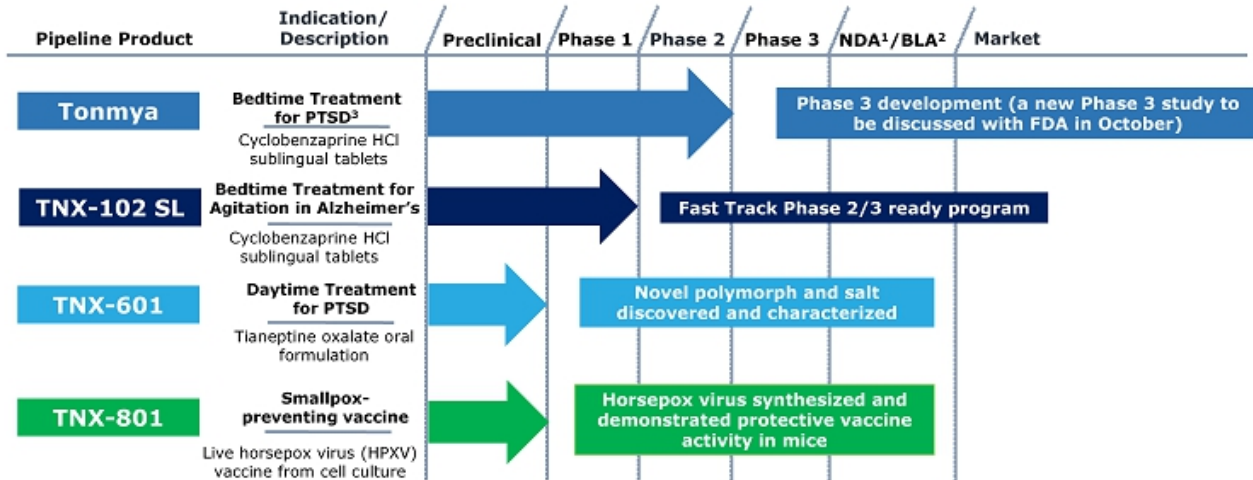 Pipeline Product
Indication/
Description
Preclinical
Phase 1
Phase 2
Phase 3
NDA¹/BLA²
Market
Tonmya
Bedtime Treatment
for PTSD³
Cyclobenzaprine HCl
sublingual tablets
Phase 3 development (a new Phase 3 study to
be discussed with FDA in October)
TNX-102 SL
Bedtime Treatment for
Agitation in Alzheimer's
Cyclobenzaprine HCl
sublingual tablets
Fast Track Phase 2/3 ready program
TNX-601
Daytime Treatment
for PTSD
Tianeptine oxalate oral
formulation
Novel polymorph and salt
discovered and characterized
TNX-801
Smallpox-
preventing vaccine
Live horsepox virus (HPXV)
vaccine from cell culture
Horsepox virus synthesized and
demonstrated protective vaccine
activity in mice